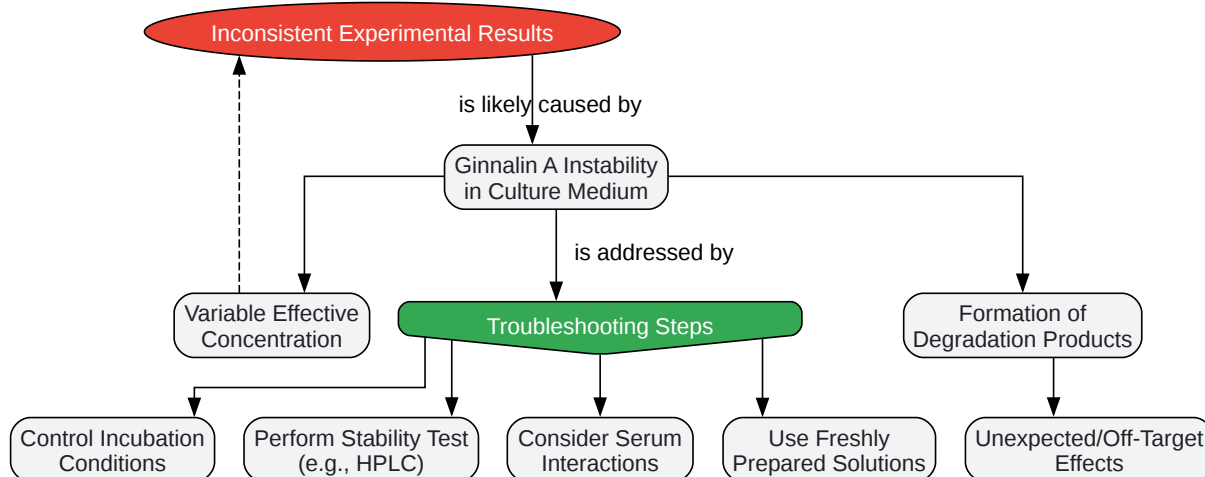 Inconsistent Experimental Results
is likely caused by
Ginnalin A Instability
in Culture Medium
is addressed by
Variable Effective
Concentration
Troubleshooting Steps
Formation of
Degradation Products
Control Incubation
Conditions
Perform Stability Test
(e.g., HPLC)
Consider Serum
Interactions
Use Freshly
Prepared Solutions
Unexpected/Off-Target
Effects